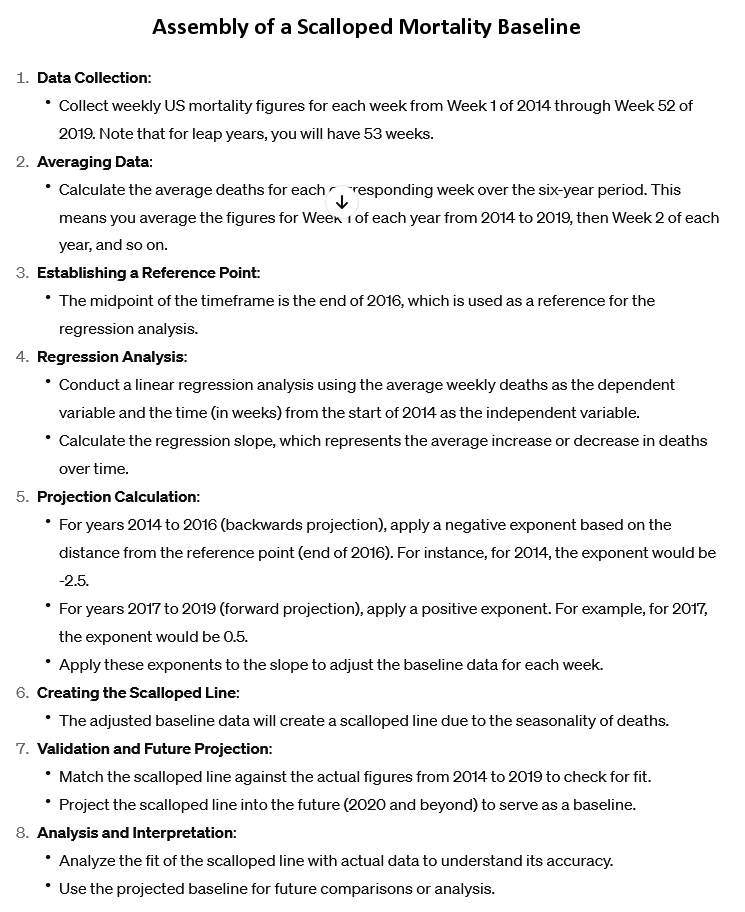 Assembly of a Scalloped Mortality Baseline
1. Data Collection:
• Collect weekly US mortality figures for each week from Week 1 of 2014 through Week 52 of
2019. Note that for leap years, you will have 53 weeks.
2. Averaging Data:
• Calculate the average deaths for each corresponding week over the six-year period. This
means you average the figures for Week 1 of each year from 2014 to 2019, then Week 2 of each
year, and so on.
3. Establishing a Reference Point:
• The midpoint of the timeframe is the end of 2016, which is used as a reference for the
regression analysis.
4. Regression Analysis:
• Conduct a linear regression analysis using the average weekly deaths as the dependent
variable and the time (in weeks) from the start of 2014 as the independent variable.
• Calculate the regression slope, which represents the average increase or decrease in deaths
over time.
5. Projection Calculation:
• For years 2014 to 2016 (backwards projection), apply a negative exponent based on the
distance from the reference point (end of 2016). For instance, for 2014, the exponent would be
-2.5.
• For years 2017 to 2019 (forward projection), apply a positive exponent. For example, for 2017,
the exponent would be 0.5.
• Apply these exponents to the slope to adjust the baseline data for each week.
6. Creating the Scalloped Line:
• The adjusted baseline data will create a scalloped line due to the seasonality of deaths.
7. Validation and Future Projection:
• Match the scalloped line against the actual figures from 2014 to 2019 to check for fit.
• Project the scalloped line into the future (2020 and beyond) to serve as a baseline.
8. Analysis and Interpretation:
• Analyze the fit of the scalloped line with actual data to understand its accuracy.
• Use the projected baseline for future comparisons or analysis.